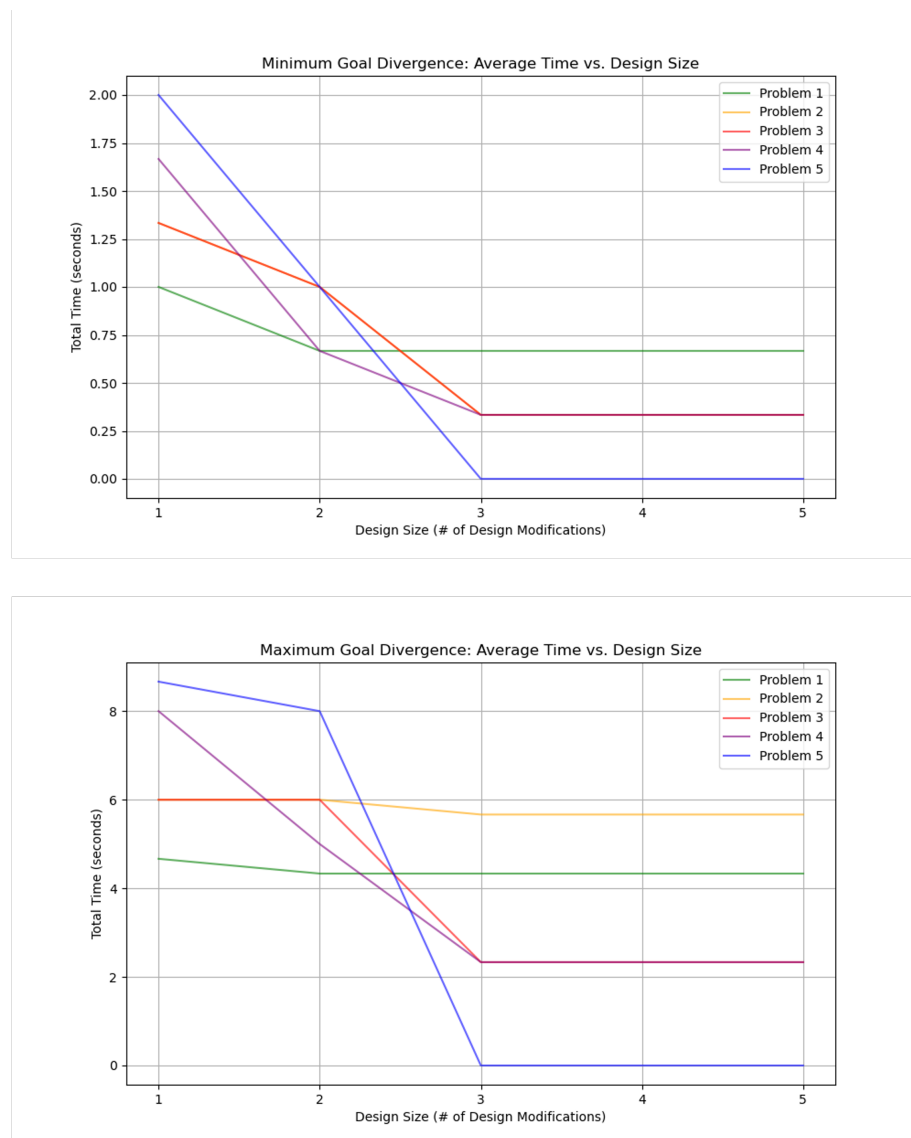 Minimum Goal Divergence: Average Time vs. Design Size
2.00
1.75
1.50
1.25
1.00
0.75
0.50
0.25
0.00
Total Time (seconds)
Problem 1
Problem 2
Problem 3
Problem 4
Problem 5
1 2 3 4 5
Design Size (# of Design Modifications)
Maximum Goal Divergence: Average Time vs. Design Size
8
6
4
2
0
Total Time (seconds)
Problem 1
Problem 2
Problem 3
Problem 4
Problem 5
1 2 3 4 5
Design Size (# of Design Modifications)